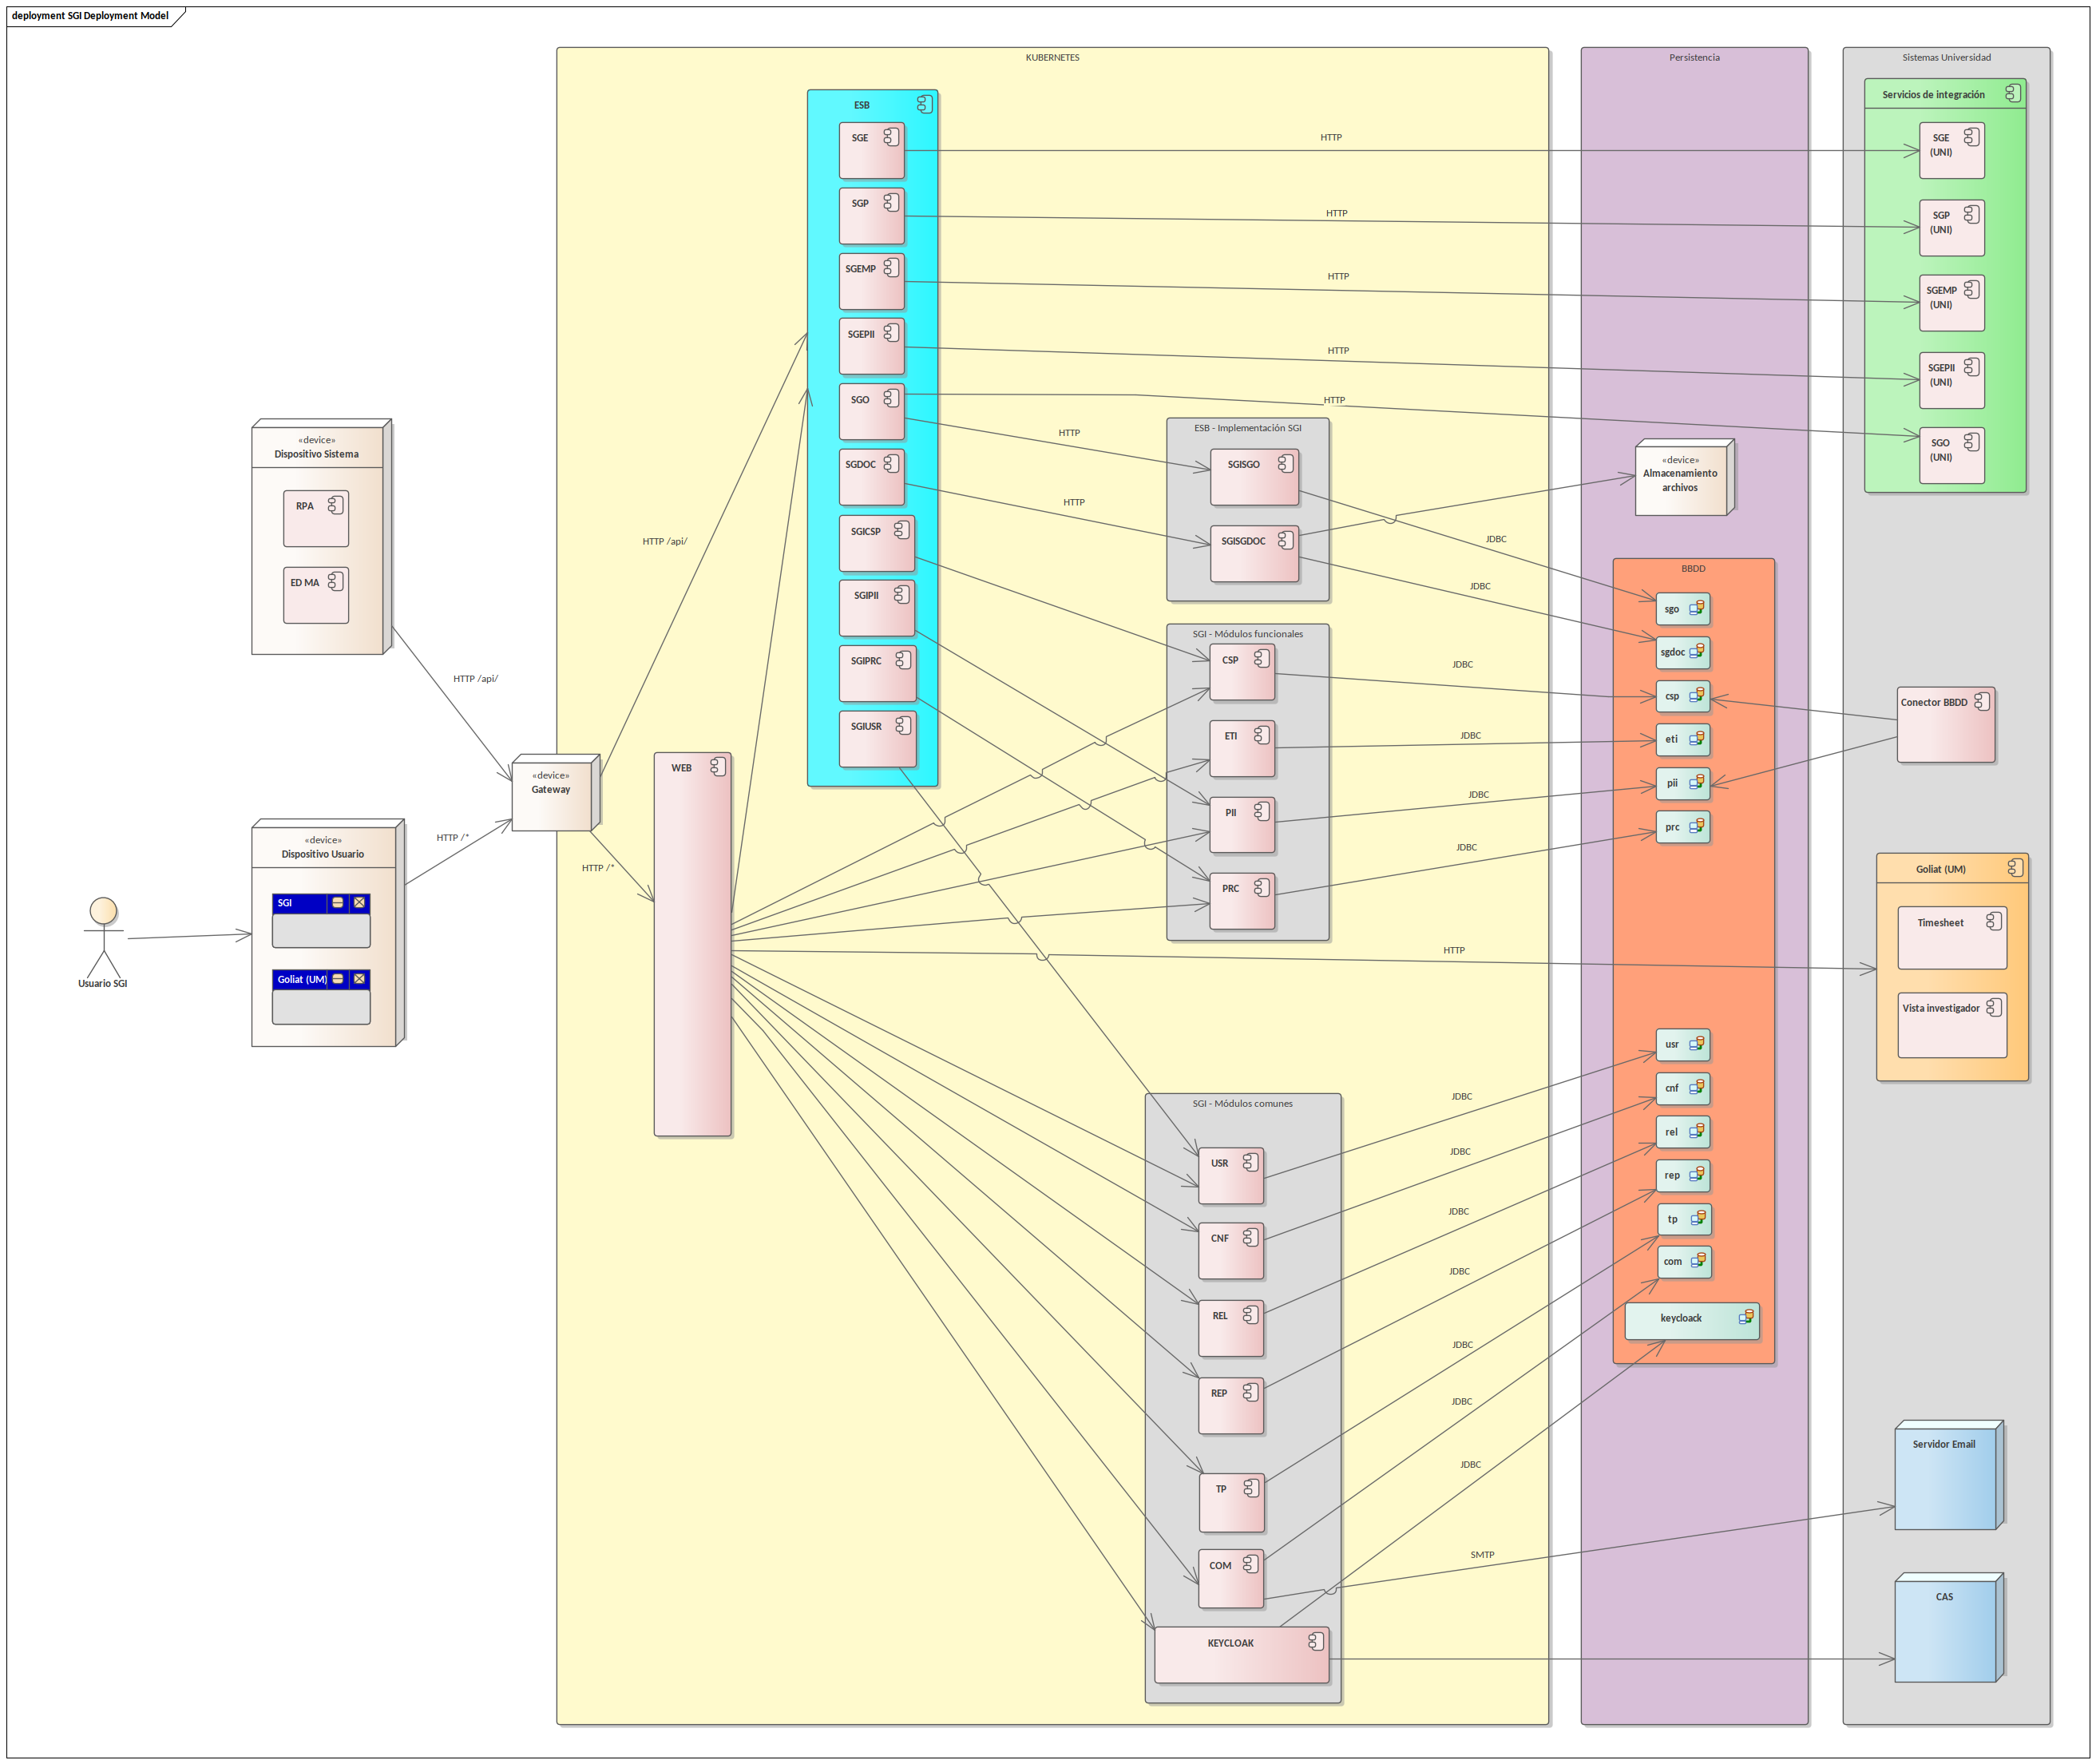 deployment SGI Deployment Model
«device»
Dispositivo Sistema
RPA
ED MA
HTTP /api/
«device»
Dispositivo Usuario
SGI
Goliat (UM)
Usuario SGI
HTTP /*
«device»
Gateway
HTTP /api/
HTTP /*
KUBERNETES
WEB
ESB
SGE
SGP
SGEMP
SGEPII
SGO
SGDOC
SGICSP
SGIPII
SGIPRC
SGIUSR
HTTP
HTTP
HTTP
HTTP
HTTP
HTTP
HTTP
ESB - Implementación SGI
SGISGO
SGISGDOC
JDBC
JDBC
SGI - Módulos funcionales
CSP
ETI
PII
PRC
JDBC
JDBC
JDBC
JDBC
HTTP
SGI - Módulos comunes
USR
CNF
REL
REP
TP
COM
KEYCLOAK
JDBC
JDBC
JDBC
JDBC
JDBC
JDBC
JDBC
SMTP
Persistencia
«device»
Almacenamiento
archivos
BBDD
sgo
sgdoc
csp
eti
pii
prc
usr
cnf
rel
rep
tp
com
keycloack
Sistemas Universidad
Servicios de integración
SGE
(UNI)
SGP
(UNI)
SGEMP
(UNI)
SGEPII
(UNI)
SGO
(UNI)
Conector BBDD
Goliat (UM)
Timesheet
Vista investigador
Servidor Email
CAS